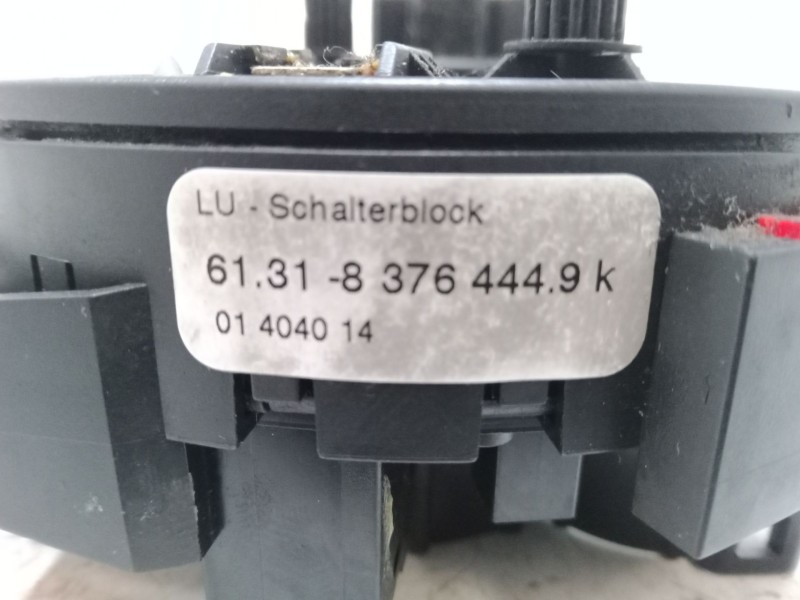 LU - Schalterblock
61.31 -8 376 444.9 k
01 4040 14